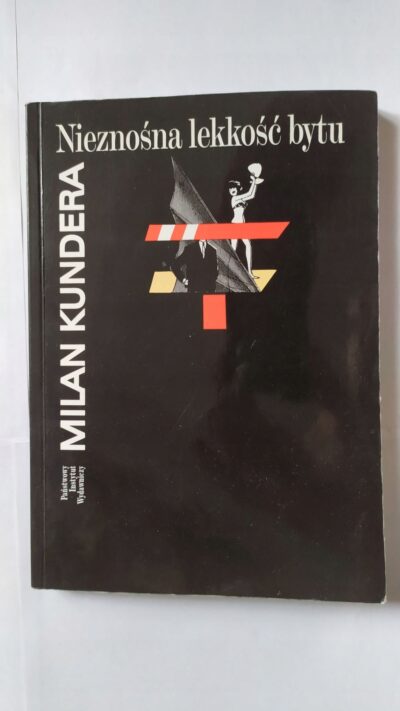 Nieznośna lekkość bytu
MILAN KUNDERA
Państwowy
Instytut
Wydawniczy